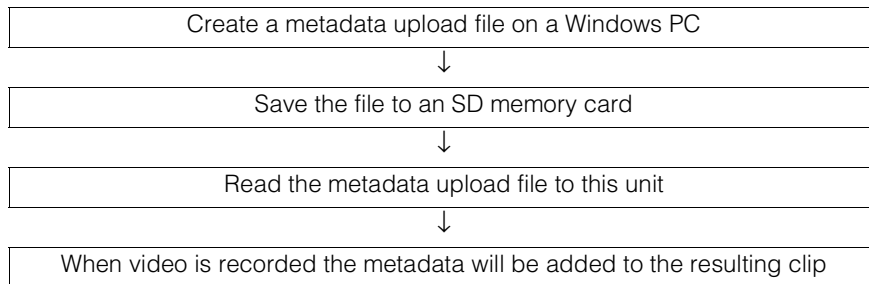 Create a metadata upload file on a Windows PC
↓
Save the file to an SD memory card
↓
Read the metadata upload file to this unit
↓
When video is recorded the metadata will be added to the resulting clip